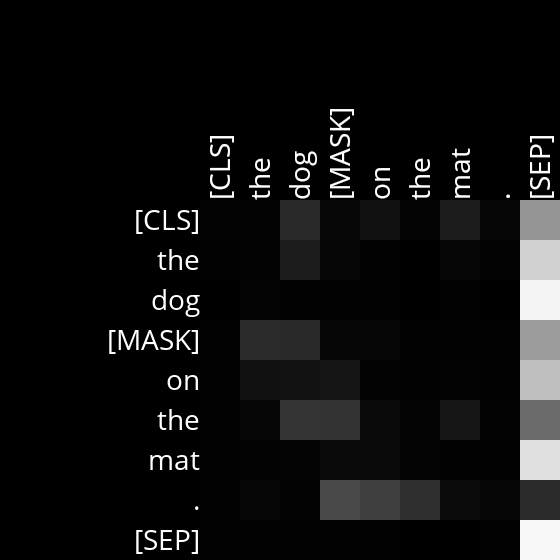 [CLS] the dog [MASK] on the mat . [SEP]
[CLS]
the
dog
[MASK]
on
the
mat
.
[SEP]